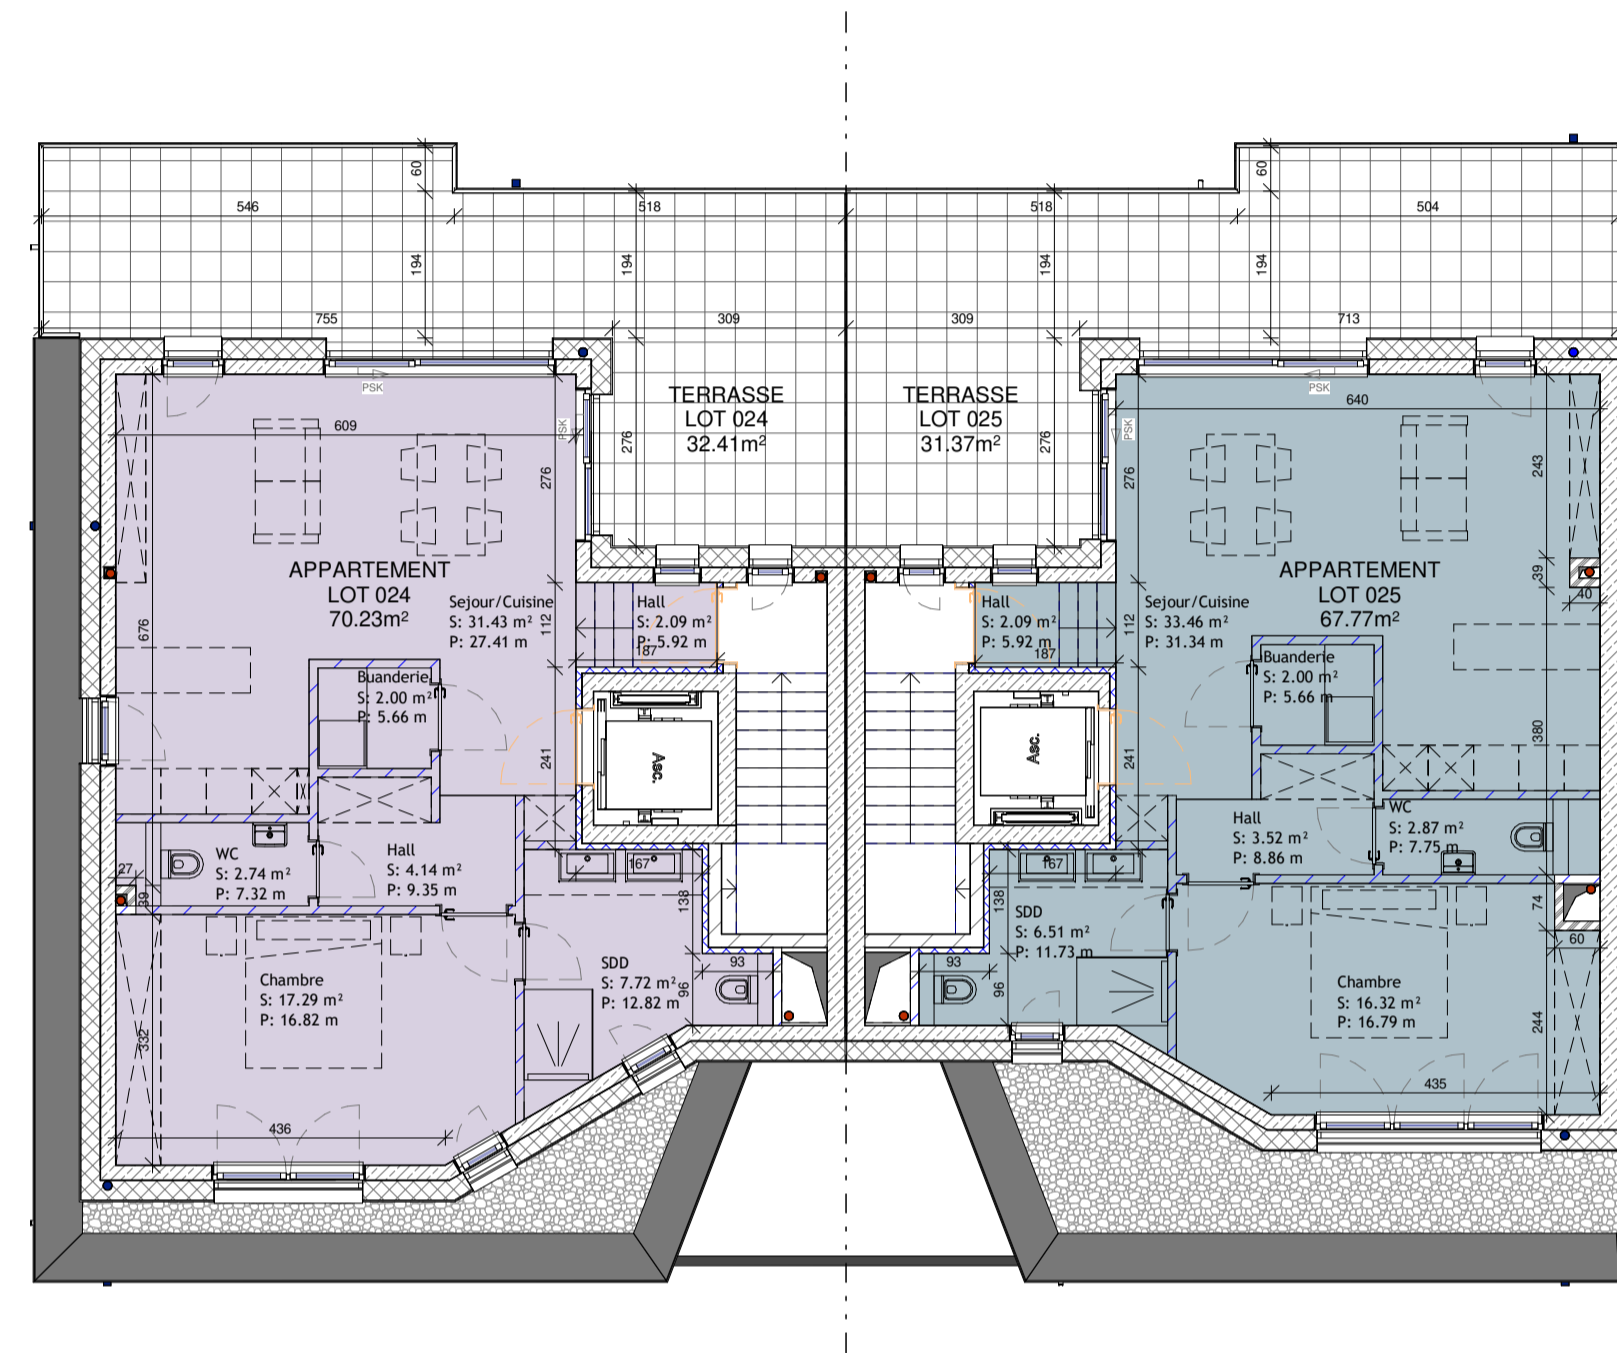 60
60
546
518
518
504
194
194
194
194
755
309
309
713
PSK
PSK
PSK
PSK
609
640
TERRASSE
LOT 024
32.41m²
TERRASSE
LOT 025
31.37m²
276
276
276
276
243
APPARTEMENT
LOT 024
70.23m²
APPARTEMENT
LOT 025
67.77m²
39
40
Sejour/Cuisine
S: 31.43 m²
P: 27.41 m
112
Hall
S: 2.09 m²
P: 5.92 m
187
Hall
S: 2.09 m²
P: 5.92 m
187
112
Sejour/Cuisine
S: 33.46 m²
P: 31.34 m
676
Buanderie
S: 2.00 m²
P: 5.66 m
Buanderie
S: 2.00 m²
P: 5.66 m
241
Asc.
Asc.
241
380
WC
S: 2.74 m²
P: 7.32 m
27
39
Hall
S: 4.14 m²
P: 9.35 m
167
138
167
138
Hall
S: 3.52 m²
P: 8.86 m
WC
S: 2.87 m²
P: 7.75 m
74
60
Chambre
S: 17.29 m²
P: 16.82 m
332
SDD
S: 7.72 m²
P: 12.82 m
93
96
93
96
SDD
S: 6.51 m²
P: 11.73 m
Chambre
S: 16.32 m²
P: 16.79 m
244
436
435